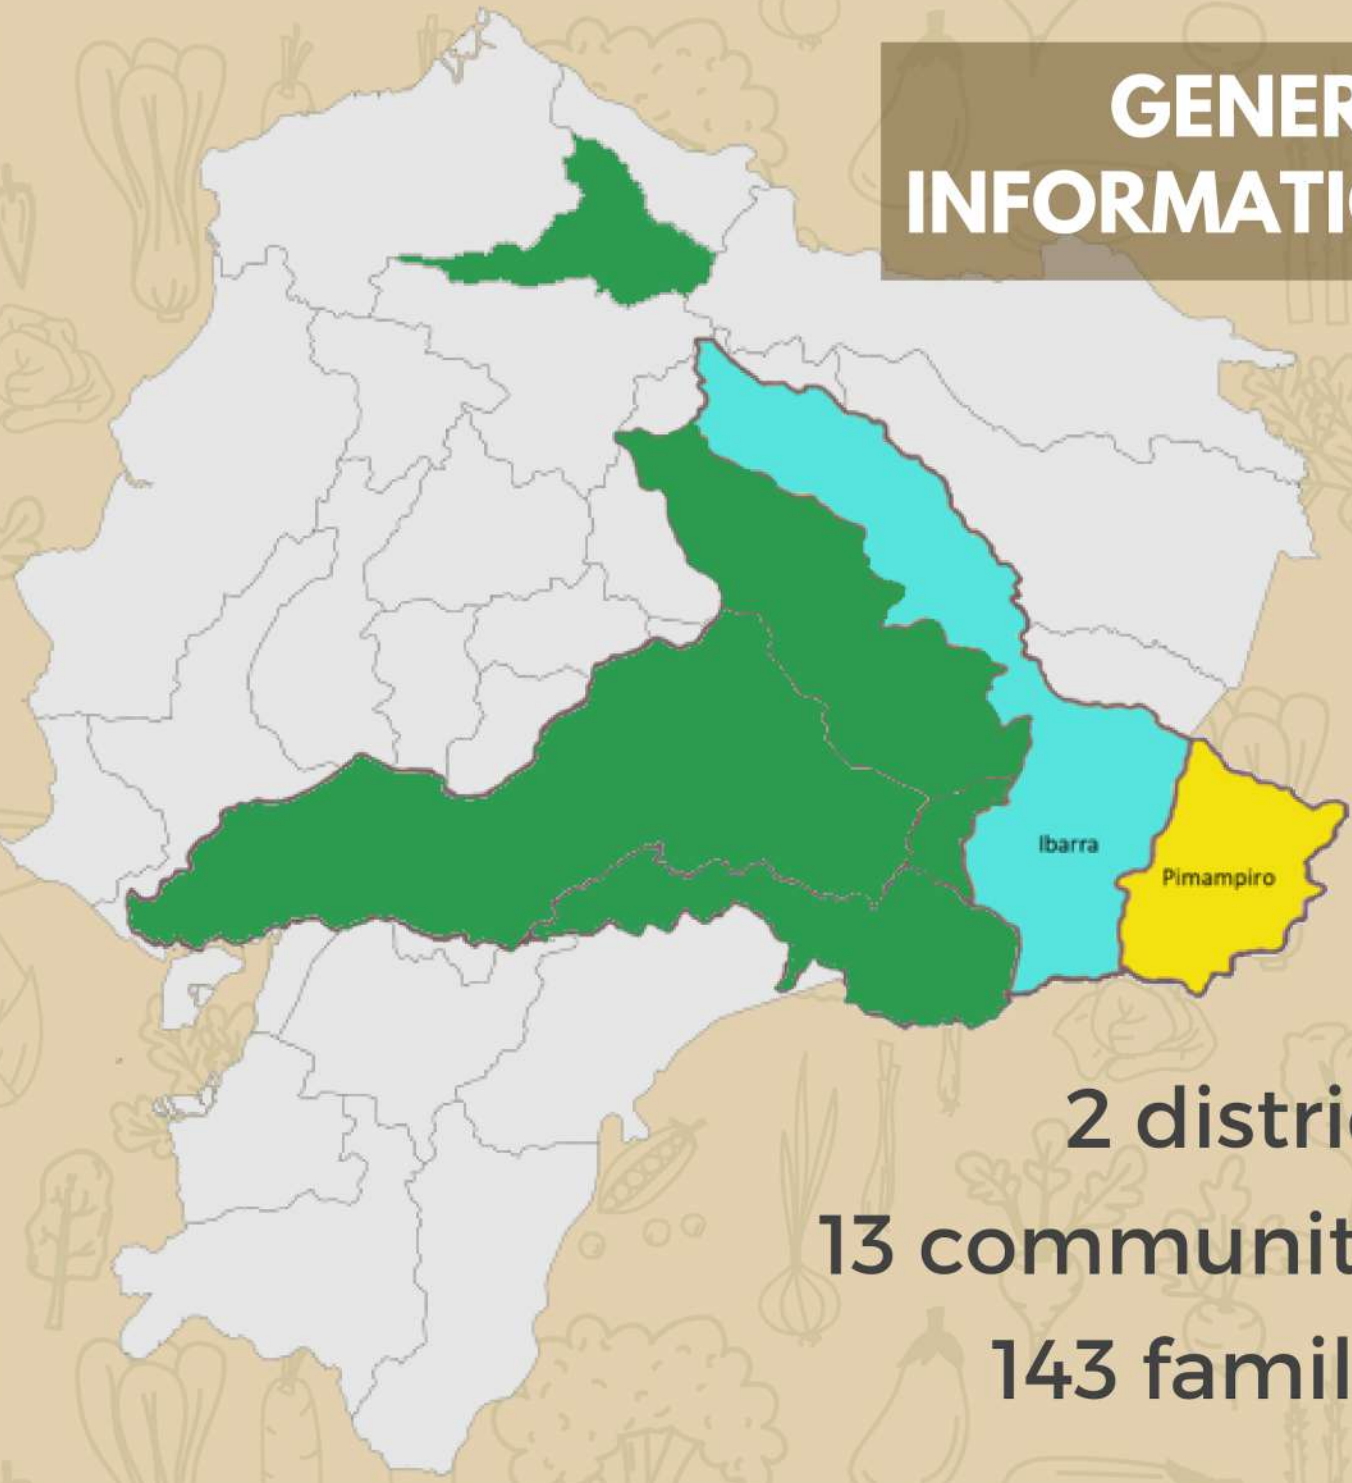 GENER
INFORMATI
Ibarra
Pimampiro
2 distri
13 communit
143 famil